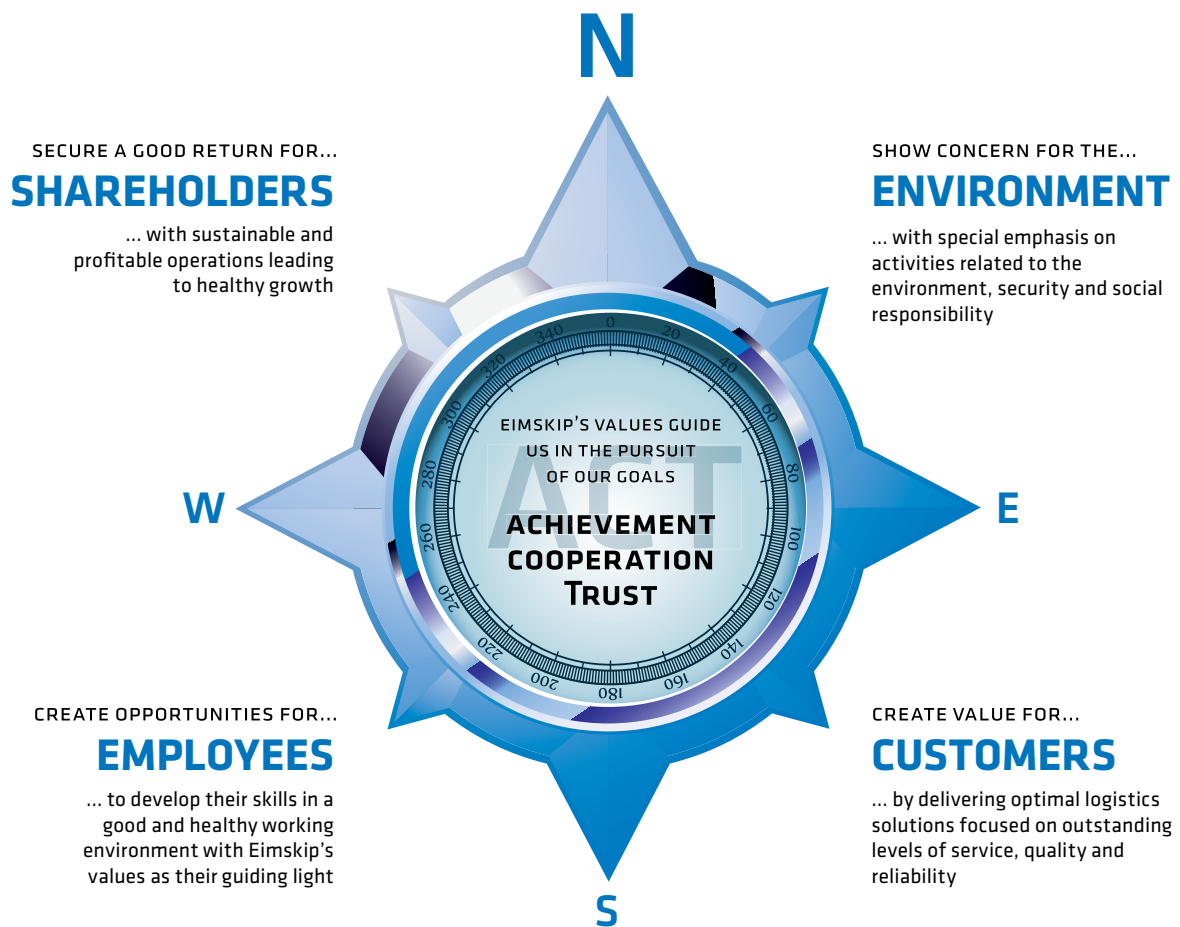 N
SECURE A GOOD RETURN FOR...
SHAREHOLDERS
... with sustainable and
profitable operations leading
to healthy growth
SHOW CONCERN FOR THE...
ENVIRONMENT
... with special emphasis on
activities related to the
environment, security and social
responsibility
W
E
0
20
40
60
80
100
120
140
160
180
200
220
240
260
280
300
320
340
ACT
EIMSKIP'S VALUES GUIDE
US IN THE PURSUIT
OF OUR GOALS
ACHIEVEMENT
COOPERATION
TRUST
CREATE OPPORTUNITIES FOR...
EMPLOYEES
... to develop their skills in a
good and healthy working
environment with Eimskip's
values as their guiding light
CREATE VALUE FOR...
CUSTOMERS
... by delivering optimal logistics
solutions focused on outstanding
levels of service, quality and
reliability
S